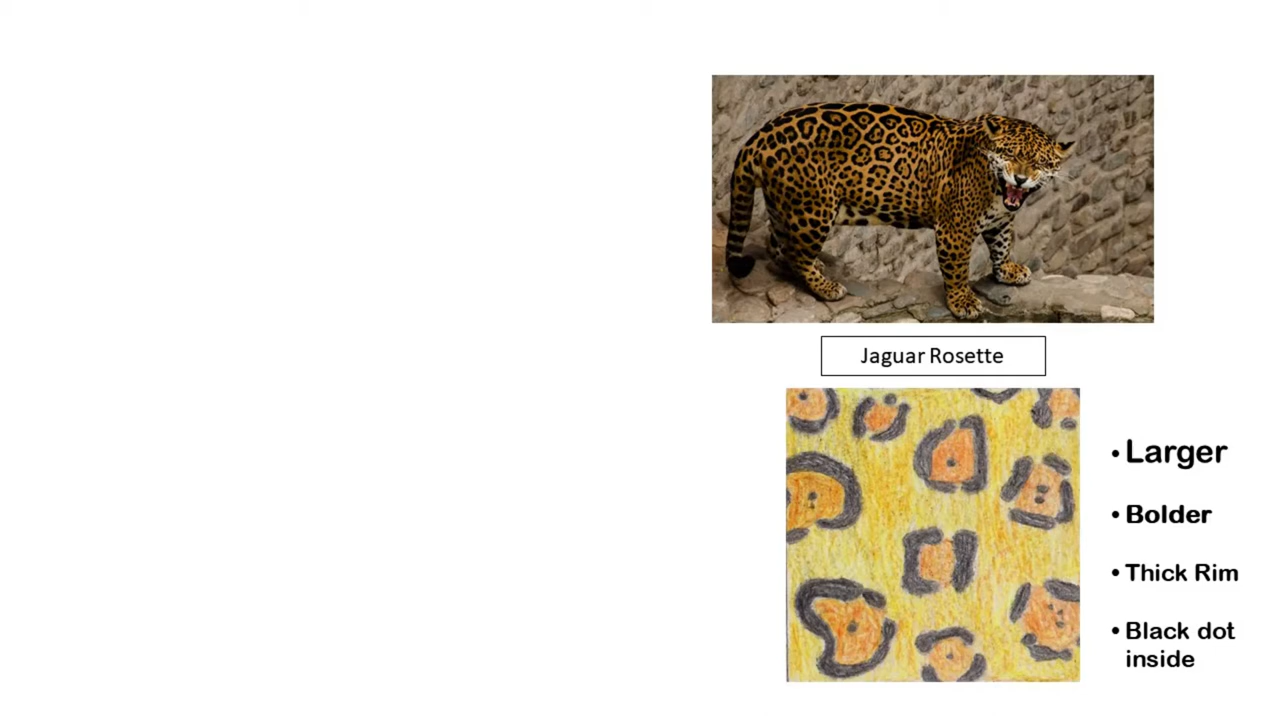 Jaguar Rosette
• Larger
• Bolder
• Thick Rim
• Black dot
inside